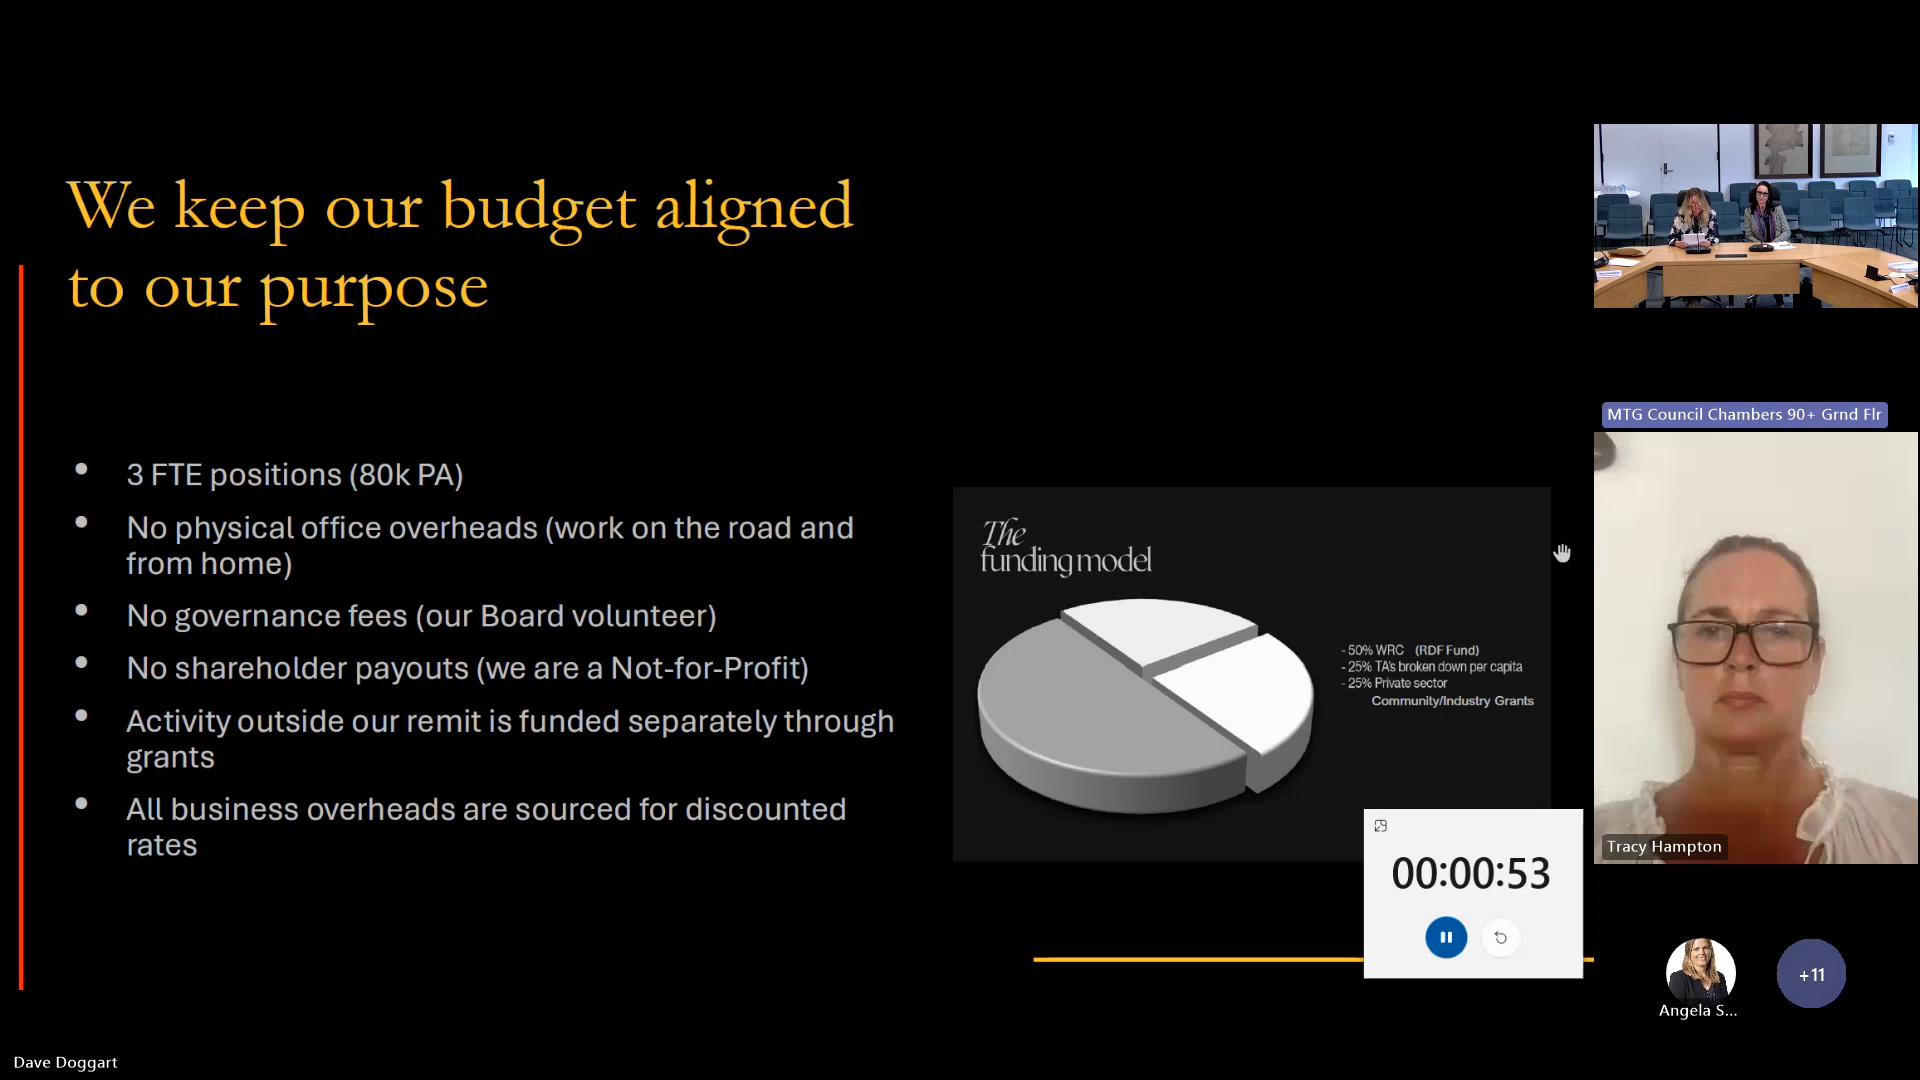 We keep our budget aligned
to our purpose
• 3 FTE positions (80k PA)
• No physical office overheads (work on the road and
from home)
• No governance fees (our Board volunteer)
• No shareholder payouts (we are a Not-for-Profit)
• Activity outside our remit is funded separately through
grants
• All business overheads are sourced for discounted
rates
The
funding model
- 50% WRC (RDF Fund)
- 25% TA's broken down per capita
- 25% Private sector
Community/Industry Grants
00:00:53
MTG Council Chambers 90+ Grnd Flr
Tracy Hampton
Angela S...
+11
Dave Doggart